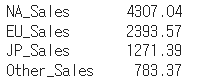 NA_Sales 4307.04
EU_Sales 2393.57
JP_Sales 1271.39
Other_Sales 783.37